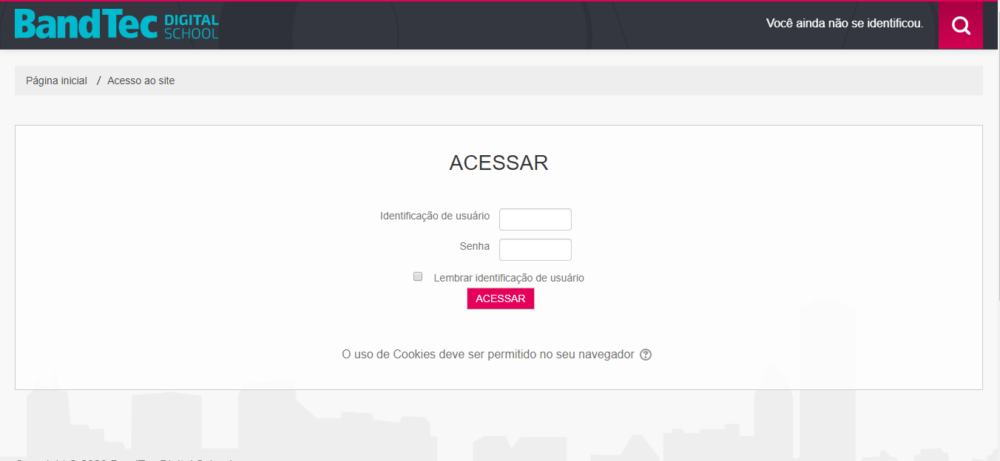 BandTec DIGITAL SCHOOL
Você ainda não se identificou.
Página inicial / Acesso ao site
ACESSAR
Identificação de usuário
Senha
Lembrar identificação de usuário
ACESSAR
O uso de Cookies deve ser permitido no seu navegador